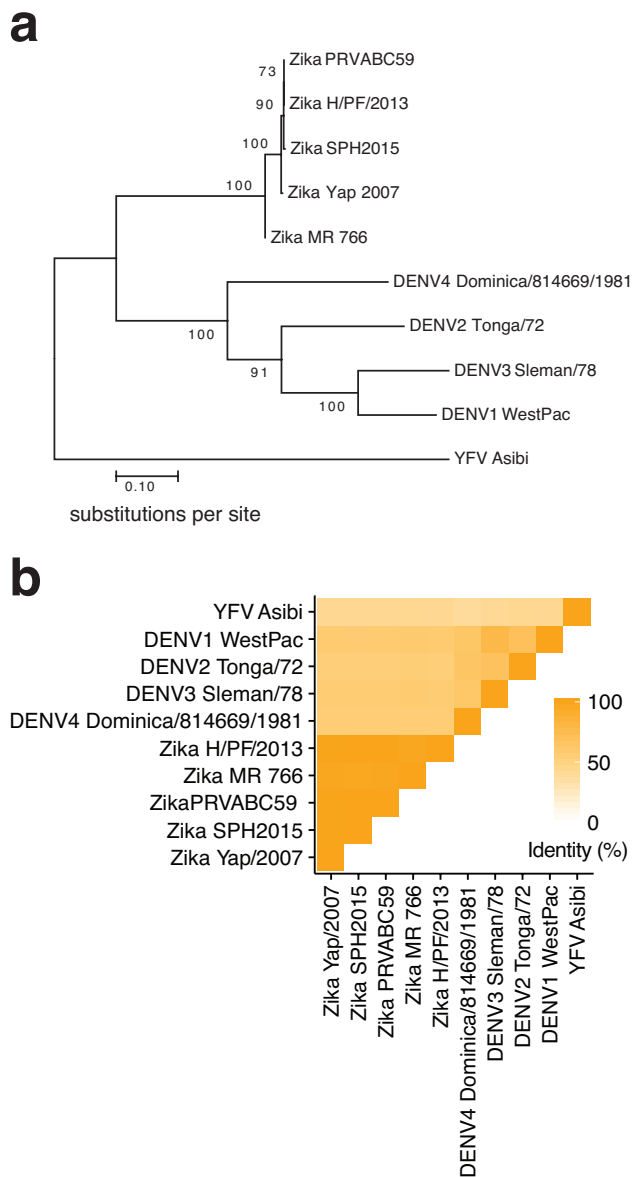 a
Zika PRVABC59
73
90
Zika H/PF/2013
100
Zika SPH2015
100
Zika Yap 2007
Zika MR 766
DENV4 Dominica/814669/1981
100
DENV2 Tonga/72
91
DENV3 Sleman/78
100
DENV1 WestPac
YFV Asibi
0.10
substitutions per site
b
YFV Asibi
DENV1 WestPac
DENV2 Tonga/72
DENV3 Sleman/78
DENV4 Dominica/814669/1981
Zika H/PF/2013
Zika MR 766
ZikaPRVABC59
Zika SPH2015
Zika Yap/2007
100
50
0
Identity (%)
Zika Yap/2007
Zika SPH2015
Zika PRVABC59
Zika MR 766
Zika H/PF/2013
DENV4 Dominica/814669/1981
DENV3 Sleman/78
DENV2 Tonga/72
DENV1 WestPac
YFV Asibi